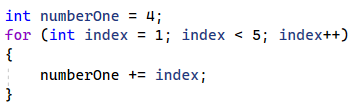 int numberOne = 4;
for (int index = 1; index < 5; index++)
{
    numberOne += index;
}